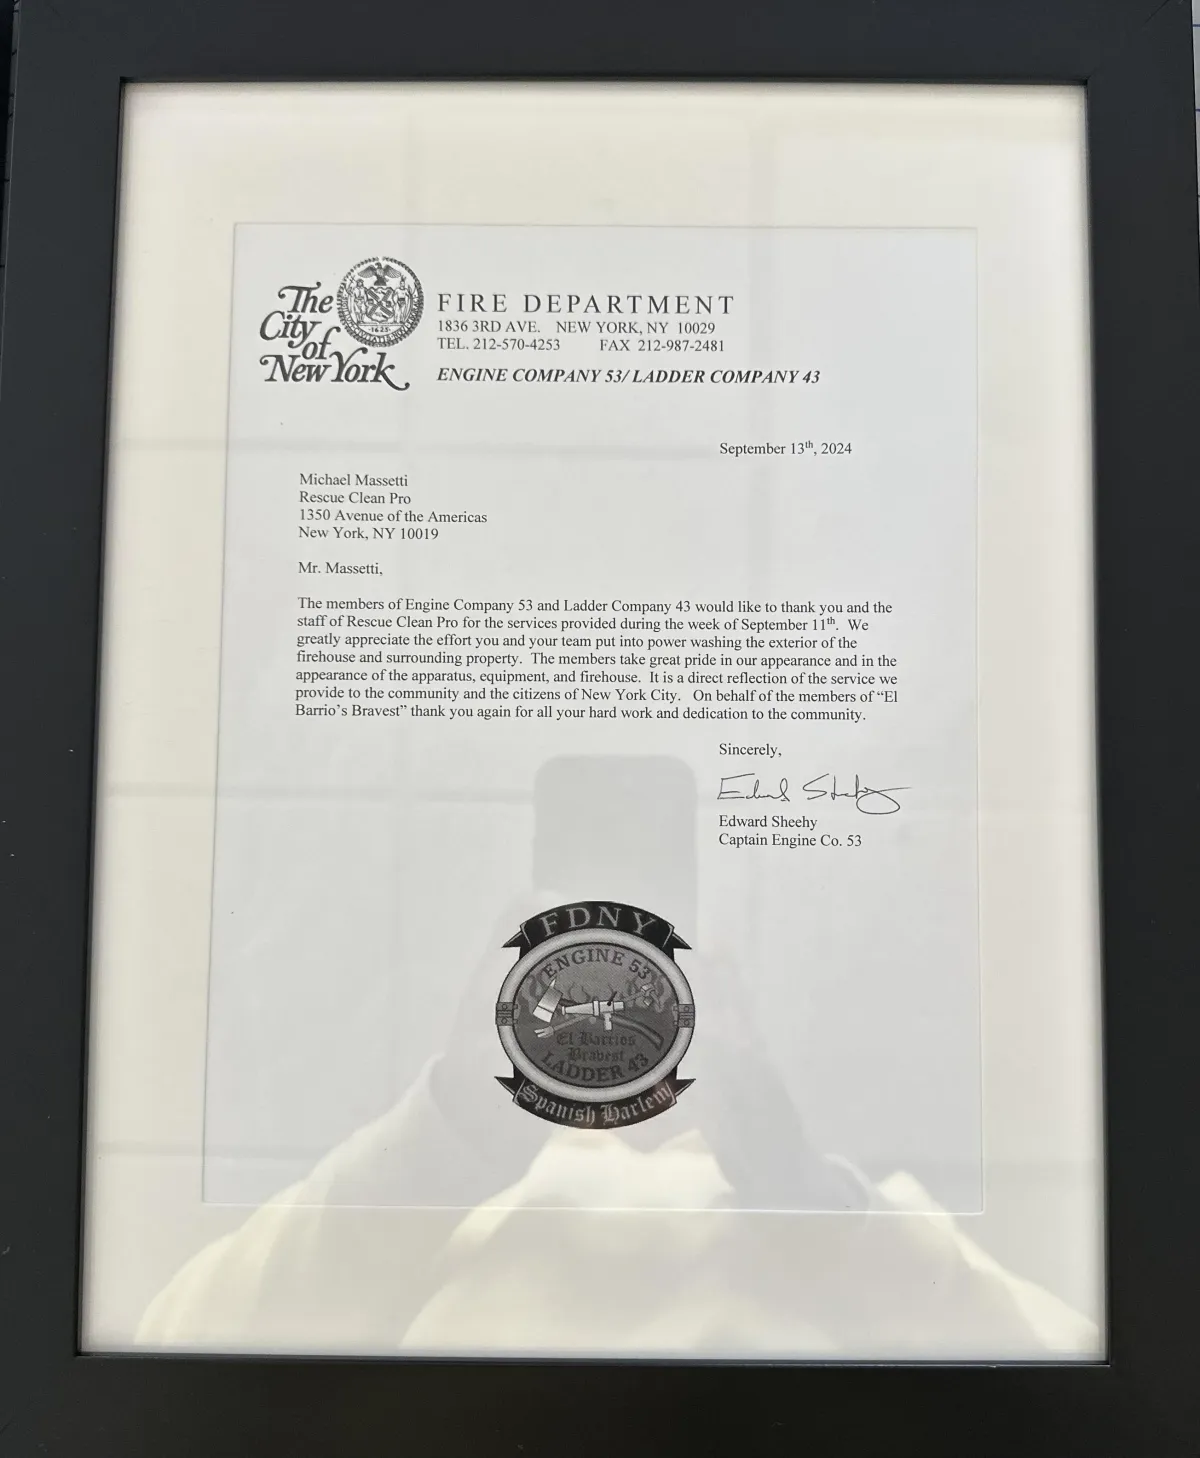 The
City
of
New York
1625
FIRE DEPARTMENT
1836 3RD AVE. NEW YORK, NY 10029
TEL. 212-570-4253 FAX 212-987-2481
ENGINE COMPANY 53/ LADDER COMPANY 43
September 13th, 2024
Michael Massetti
Rescue Clean Pro
1350 Avenue of the Americas
New York, NY 10019
Mr. Massetti,
The members of Engine Company 53 and Ladder Company 43 would like to thank you and the
staff of Rescue Clean Pro for the services provided during the week of September 11th. We
greatly appreciate the effort you and your team put into power washing the exterior of the
firehouse and surrounding property. The members take great pride in our appearance and in the
appearance of the apparatus, equipment, and firehouse. It is a direct reflection of the service we
provide to the community and the citizens of New York City. On behalf of the members of “El
Barrio’s Bravest” thank you again for all your hard work and dedication to the community.
Sincerely,
Edward Sheehy
Edward Sheehy
Captain Engine Co. 53
FDNY
ENGINE 53
El Barrios
Bravest
LADDER 43
Spanish Harlem